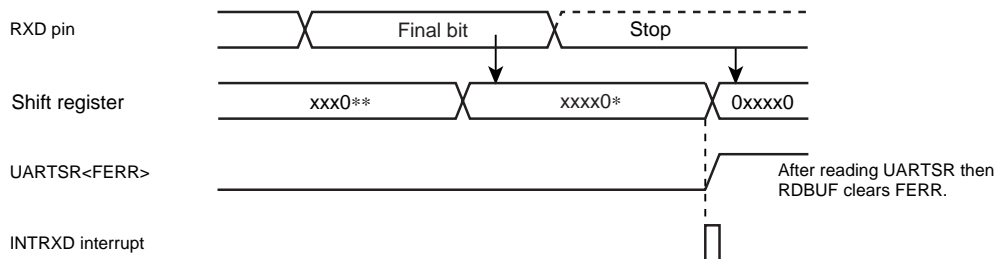 RXD pin
Final bit
Stop
Shift register
xxx0**
xxxx0*
0xxxx0
UARTSR<FERR>
After reading UARTSR then
RDBUF clears FERR.
INTRXD interrupt